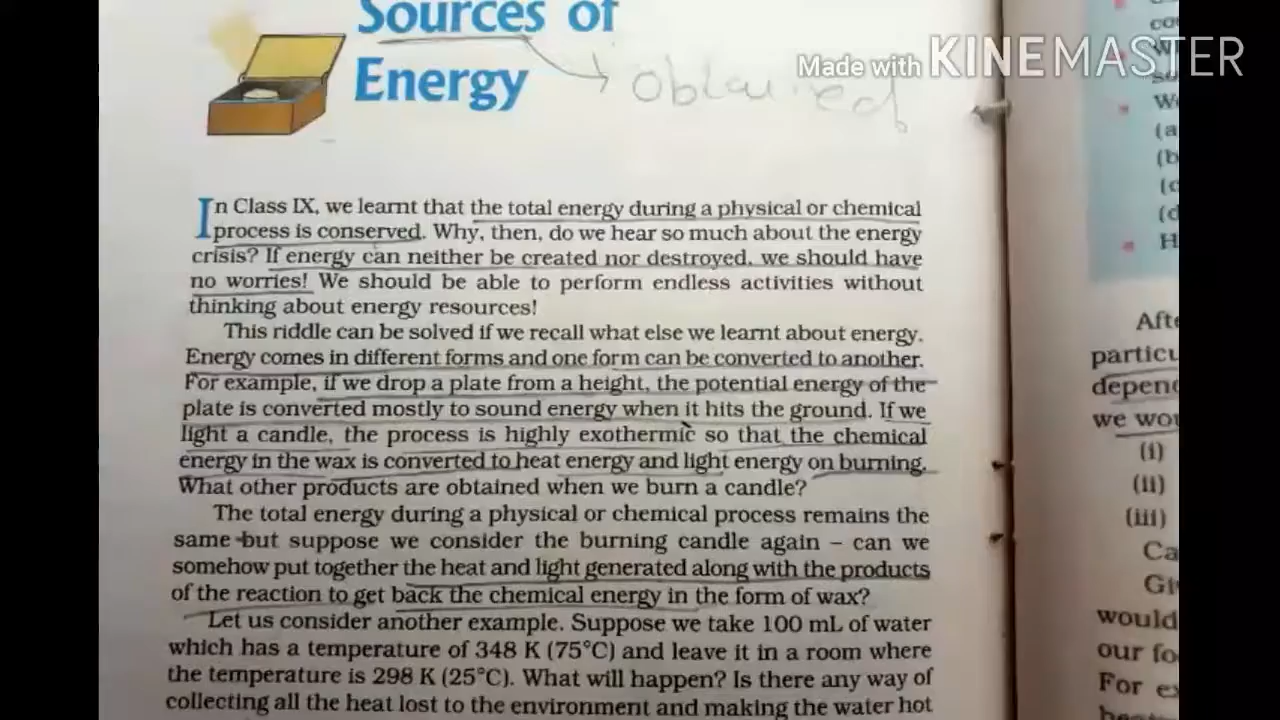 Sources of
Energy
Obtained
Made with KINEMASTER
In Class IX, we learnt that the total energy during a physical or chemical
process is conserved. Why, then, do we hear so much about the energy
crisis? If energy can neither be created nor destroyed, we should have
no worries! We should be able to perform endless activities without
thinking about energy resources!
This riddle can be solved if we recall what else we learnt about energy.
Energy comes in different forms and one form can be converted to another.
For example, if we drop a plate from a height, the potential energy of the
plate is converted mostly to sound energy when it hits the ground. If we
light a candle, the process is highly exothermic so that the chemical
energy in the wax is converted to heat energy and light energy on burning.
What other products are obtained when we burn a candle?
The total energy during a physical or chemical process remains the
same but suppose we consider the burning candle again – can we
somehow put together the heat and light generated along with the products
of the reaction to get back the chemical energy in the form of wax?
Let us consider another example. Suppose we take 100 mL of water
which has a temperature of 348 K (75°C) and leave it in a room where
the temperature is 298 K (25°C). What will happen? Is there any way of
collecting all the heat lost to the environment and making the water hot
(a
(b
(c
(d
H
Afte
particu
depend
we wou
(i)
(ii)
(iii)
Ca
would
our fo
For ex